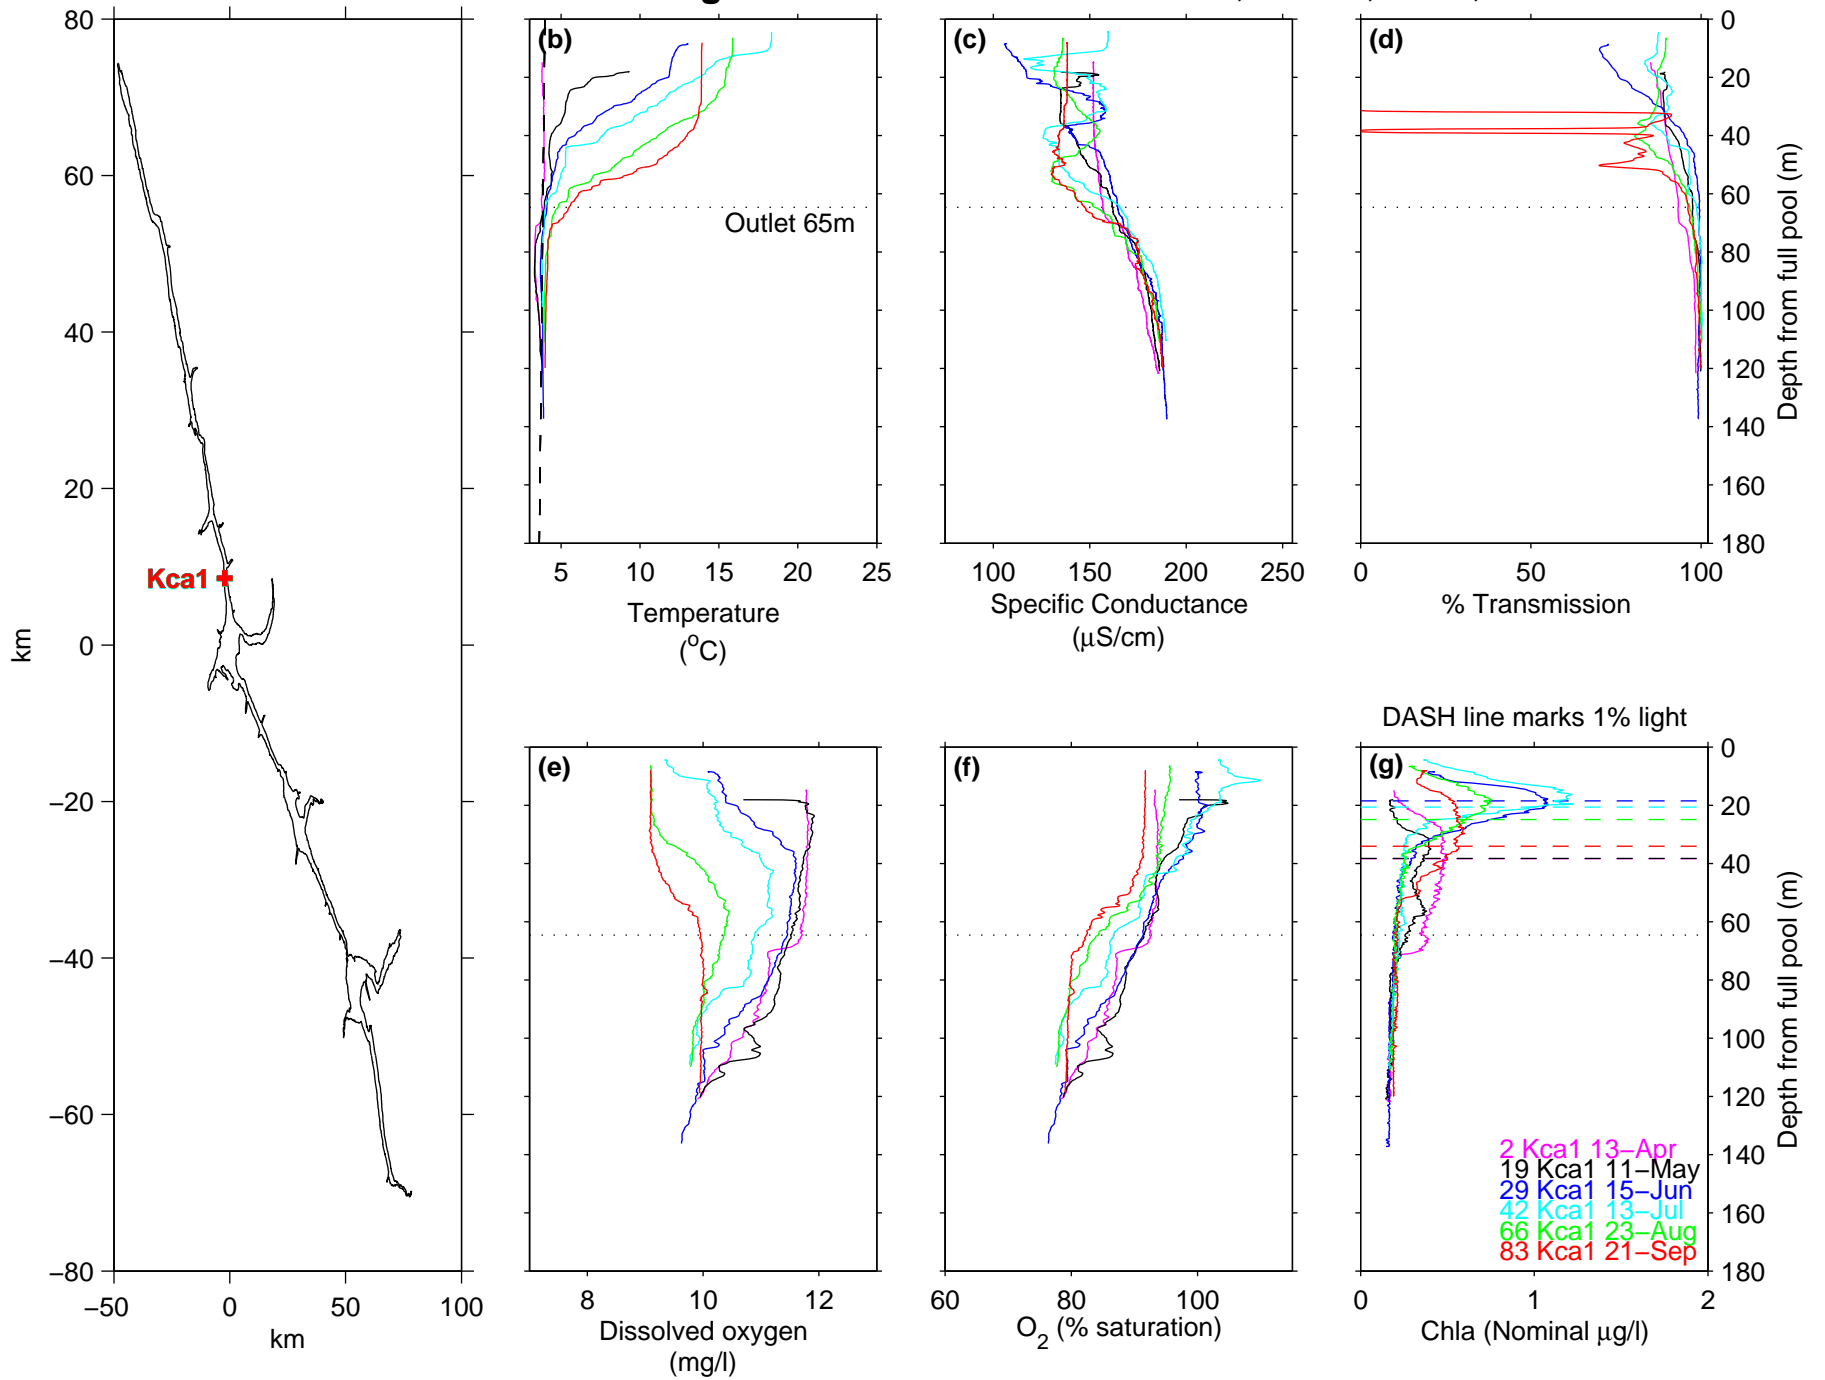 80
60
40
20
0
−20
−40
−60
−80
km
−50
0
50
100
km
Kca1
(b)
Outlet 65m
5
10
15
20
25
Temperature
(°C)
(c)
100
150
200
250
Specific Conductance
(μS/cm)
(d)
0
50
100
% Transmission
0
20
40
60
80
100
120
140
160
180
Depth from full pool (m)
(e)
8
10
12
Dissolved oxygen
(mg/l)
(f)
60
80
100
O2 (% saturation)
DASH line marks 1% light
(g)
2 Kca1 13−Apr
19 Kca1 11−May
29 Kca1 15−Jun
42 Kca1 13−Jul
66 Kca1 23−Aug
83 Kca1 21−Sep
0
1
2
Chla (Nominal μg/l)
0
20
40
60
80
100
120
140
160
180
Depth from full pool (m)